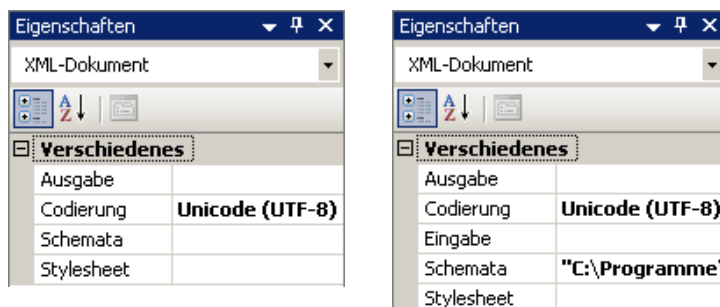 Eigenschaften
XML-Dokument
Verschiedenes
Ausgabe
Codierung Unicode (UTF-8)
Schemata
Stylesheet
Eigenschaften
XML-Dokument
Verschiedenes
Ausgabe
Codierung Unicode (UTF-8)
Eingabe
Schemata "C:\Programme\
Stylesheet